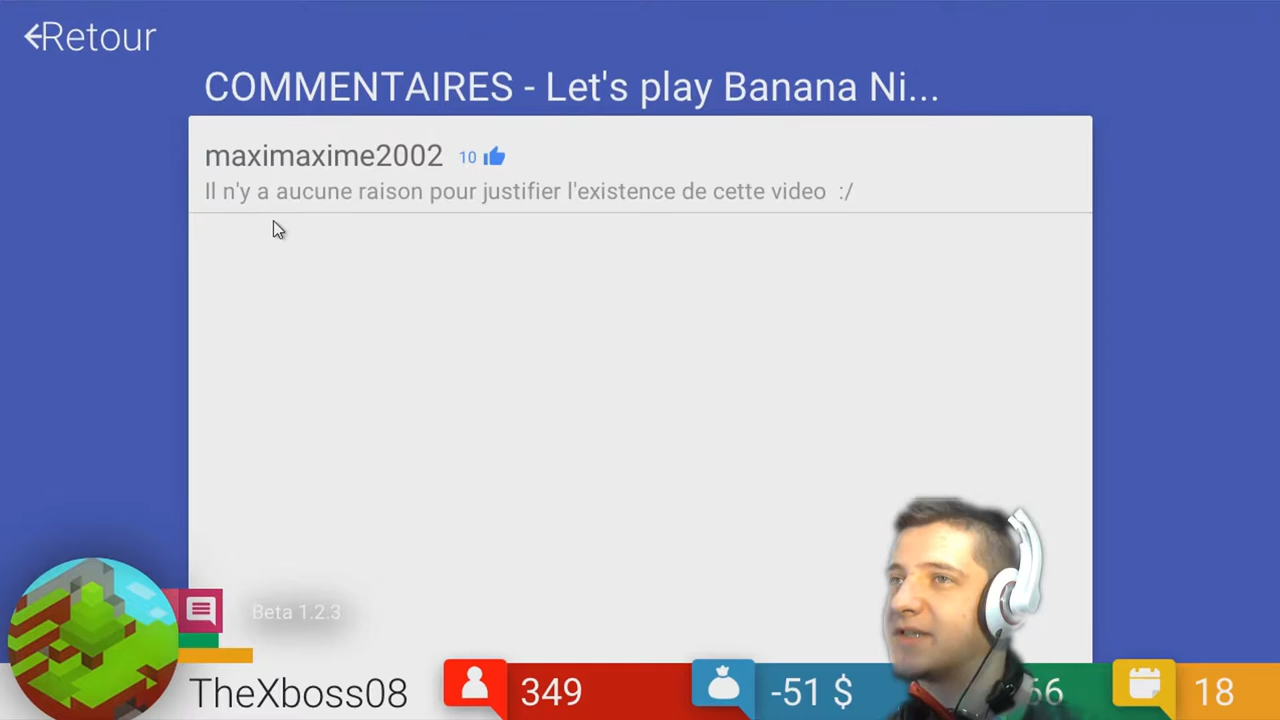 Retour
COMMENTAIRES - Let's play Banana Ni...
maximaxime2002 10
Il n'y a aucune raison pour justifier l'existence de cette video :/
Beta 1.2.3
TheXboss08 349 -51 $ 18